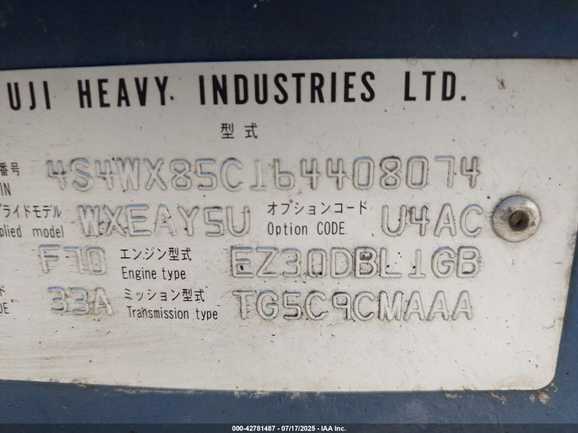 UJI HEAVY INDUSTRIES LTD.
型式
番号 4S4WX85C164408074
IN
プライドモデル WXEAY5U オプションコード U4AC
plied model Option CODE
F70 エンジン型式 EZ30DBL1GB
Engine type
33A ミッション型式 TG5C9CMAAA
DE Transmission type
000-42781487 - 07/17/2025 - IAA Inc.